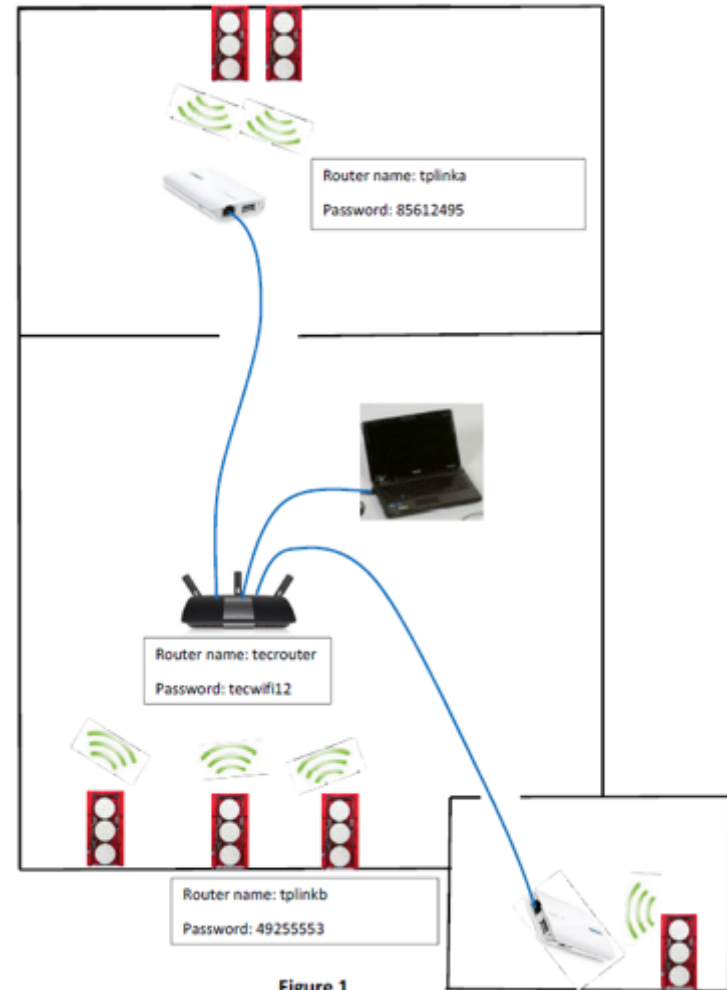 Router name: tplinka
Password: 85612495
Router name: tecrouter
Password: tecwifi12
Router name: tplinkb
Password: 49255553
Figure 1